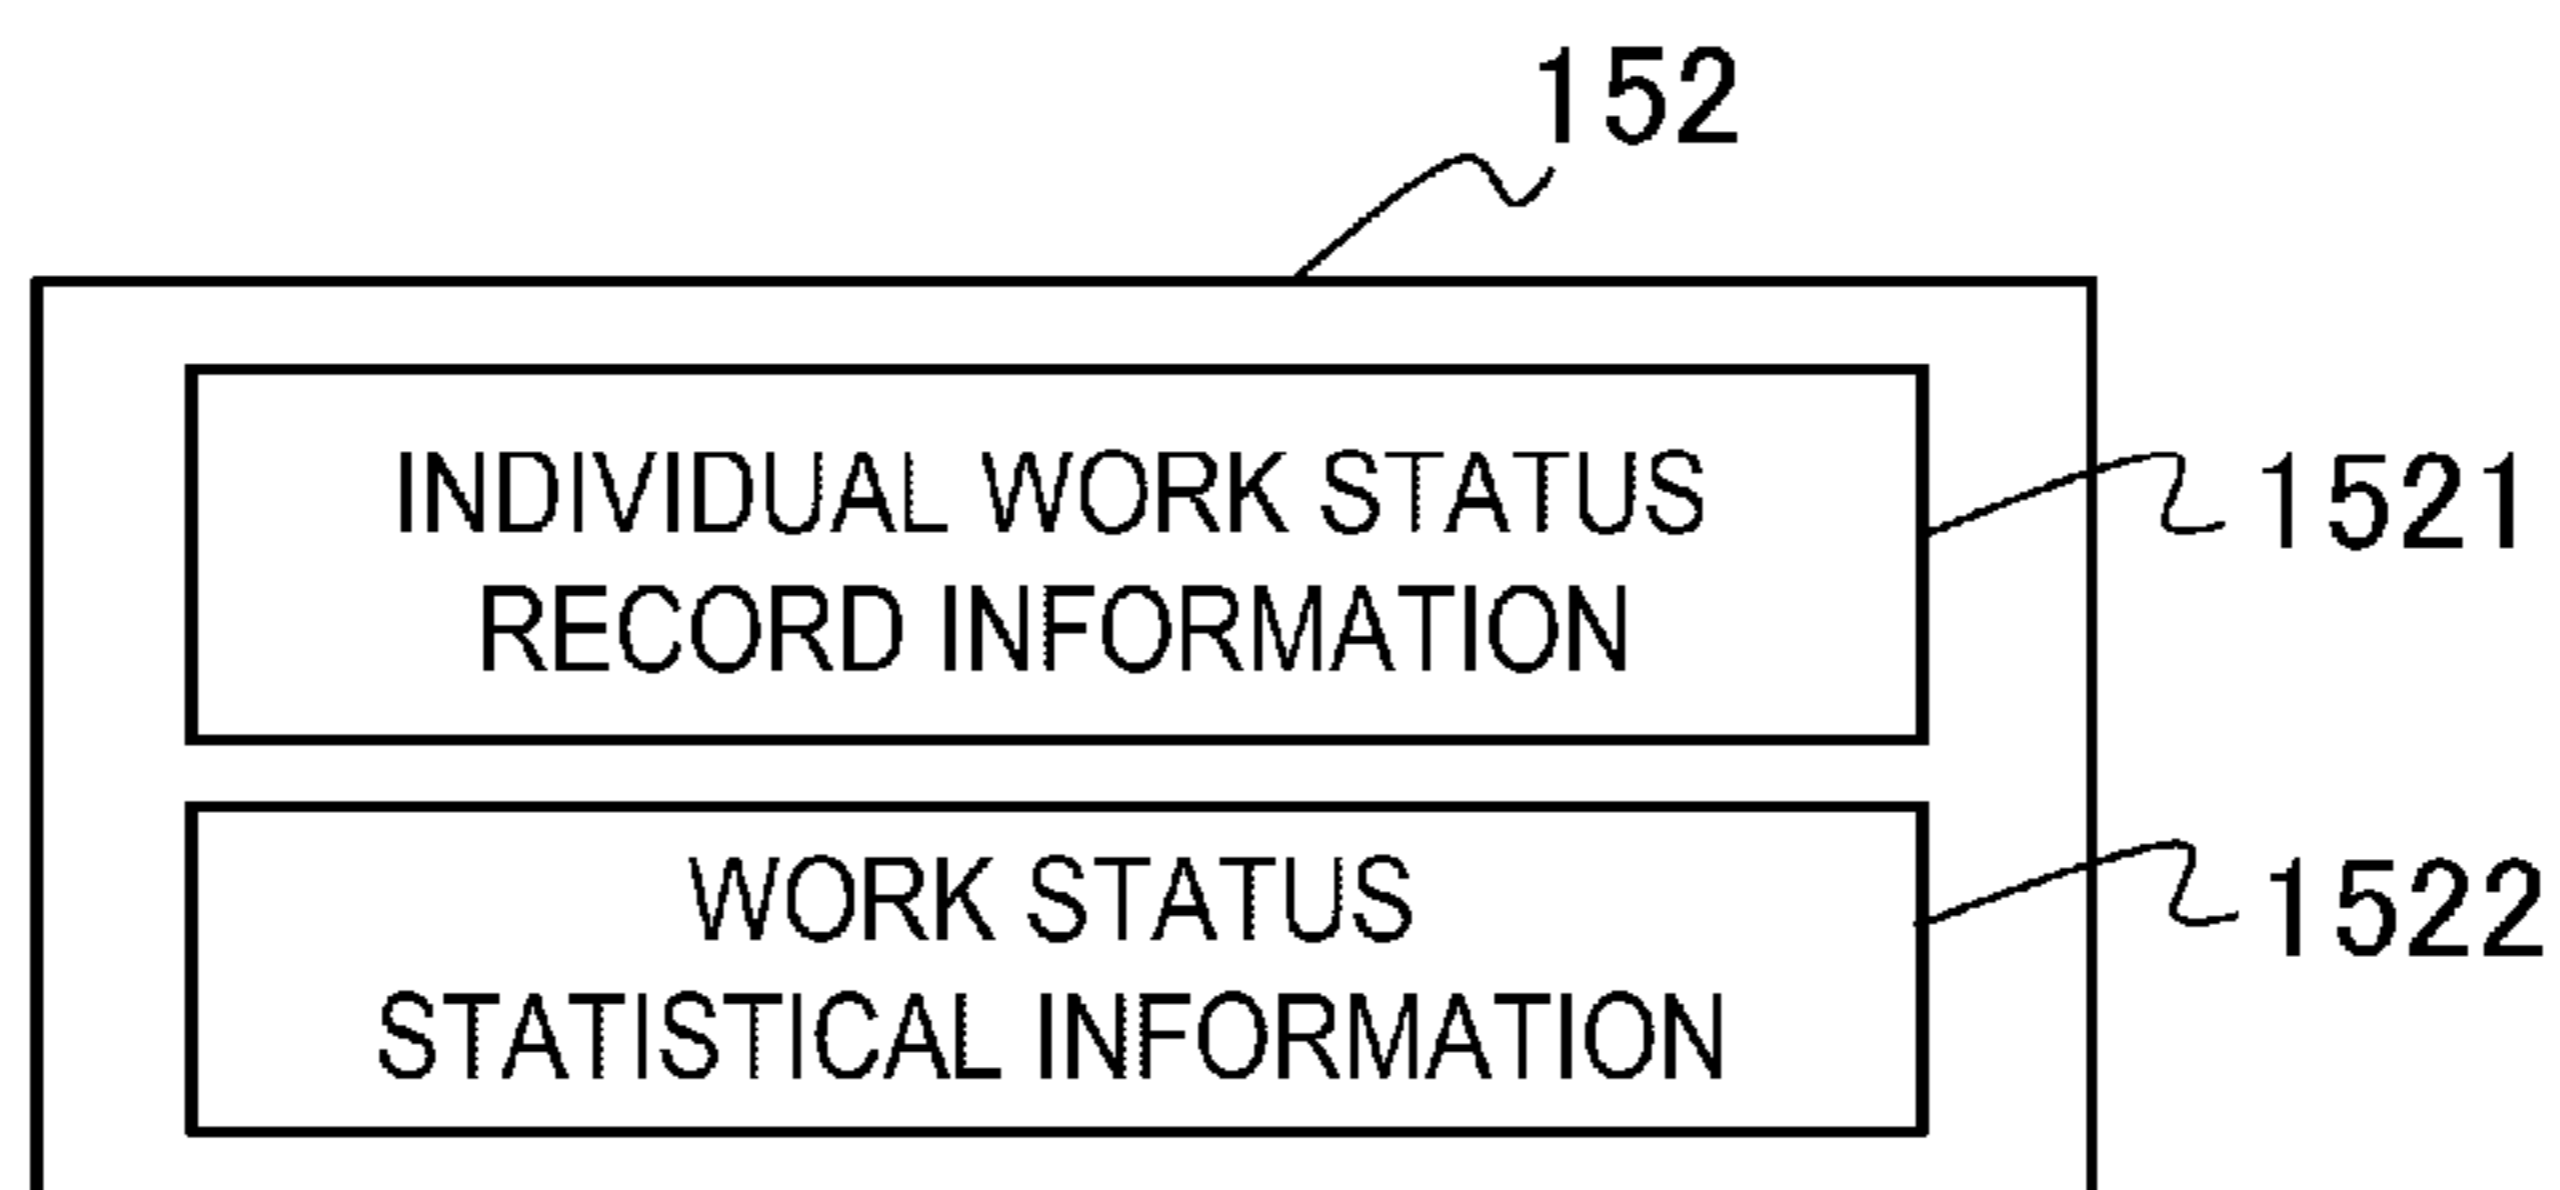 152
INDIVIDUAL WORK STATUS
RECORD INFORMATION
1521
WORK STATUS
STATISTICAL INFORMATION
1522